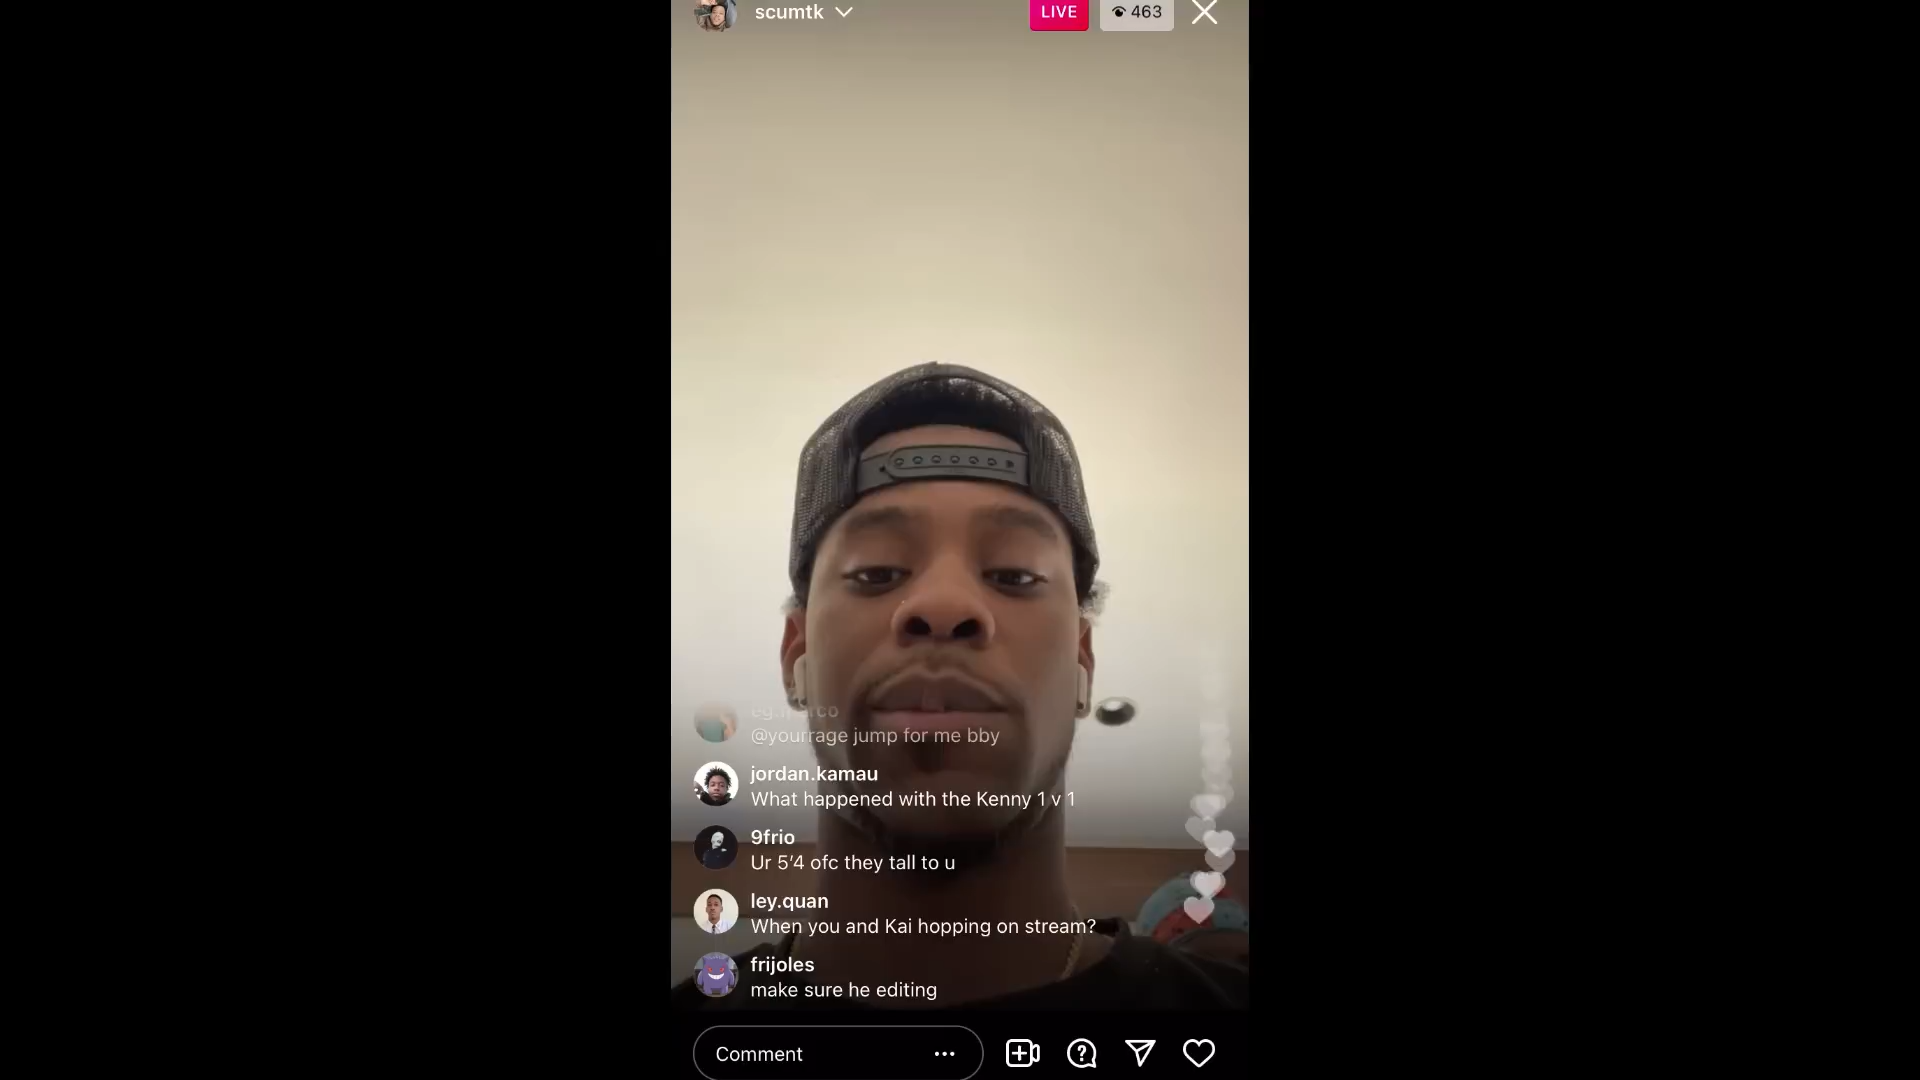 scumtk
LIVE
463
@yourrage jump for me bby
jordan.kamau
What happened with the Kenny 1 v 1
9frio
Ur 5’4 ofc they tall to u
ley.quan
When you and Kai hopping on stream?
frijoles
make sure he editing
Comment